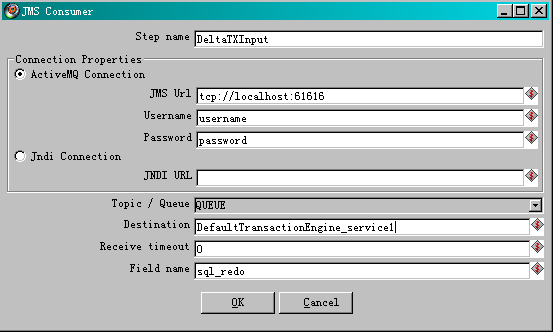 JMS Consumer
Step name DeltaTXInput
Connection Properties
ActiveMQ Connection
JMS Url tcp://localhost:61616
Username username
Password password
Jndi Connection
JNDI URL
Topic / Queue QUEUE
Destination DefaultTransactionEngine_service1
Receive timeout 0
Field name sql_redo
OK Cancel